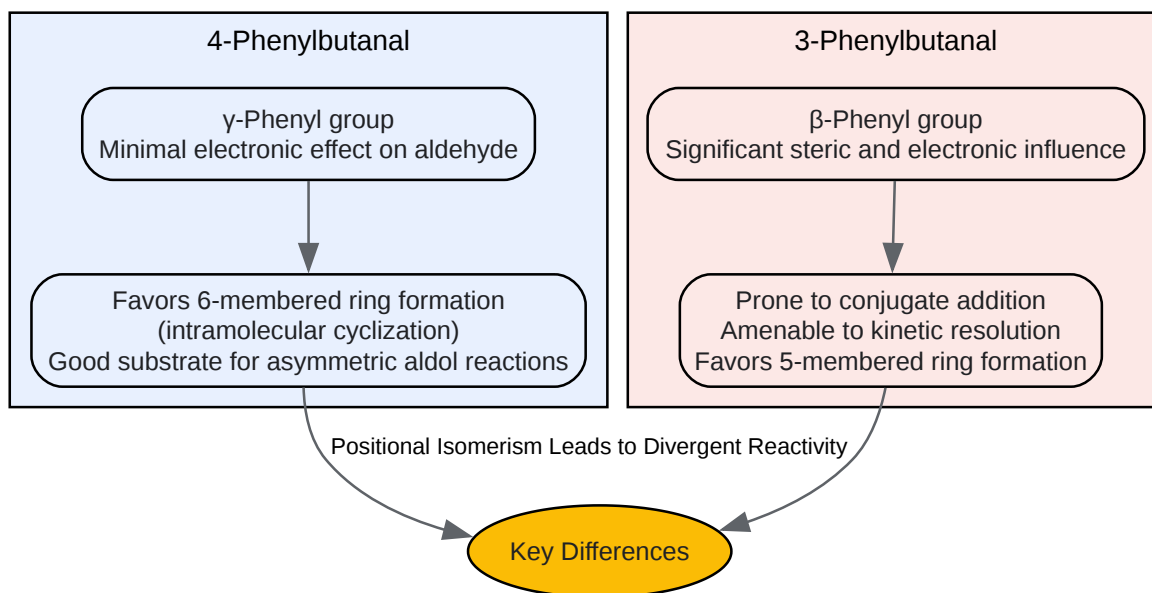 4-Phenylbutanal
γ-Phenyl group
Minimal electronic effect on aldehyde
Favors 6-membered ring formation
(intramolecular cyclization)
Good substrate for asymmetric aldol reactions
3-Phenylbutanal
β-Phenyl group
Significant steric and electronic influence
Prone to conjugate addition
Amenable to kinetic resolution
Favors 5-membered ring formation
Positional Isomerism Leads to Divergent Reactivity
Key Differences